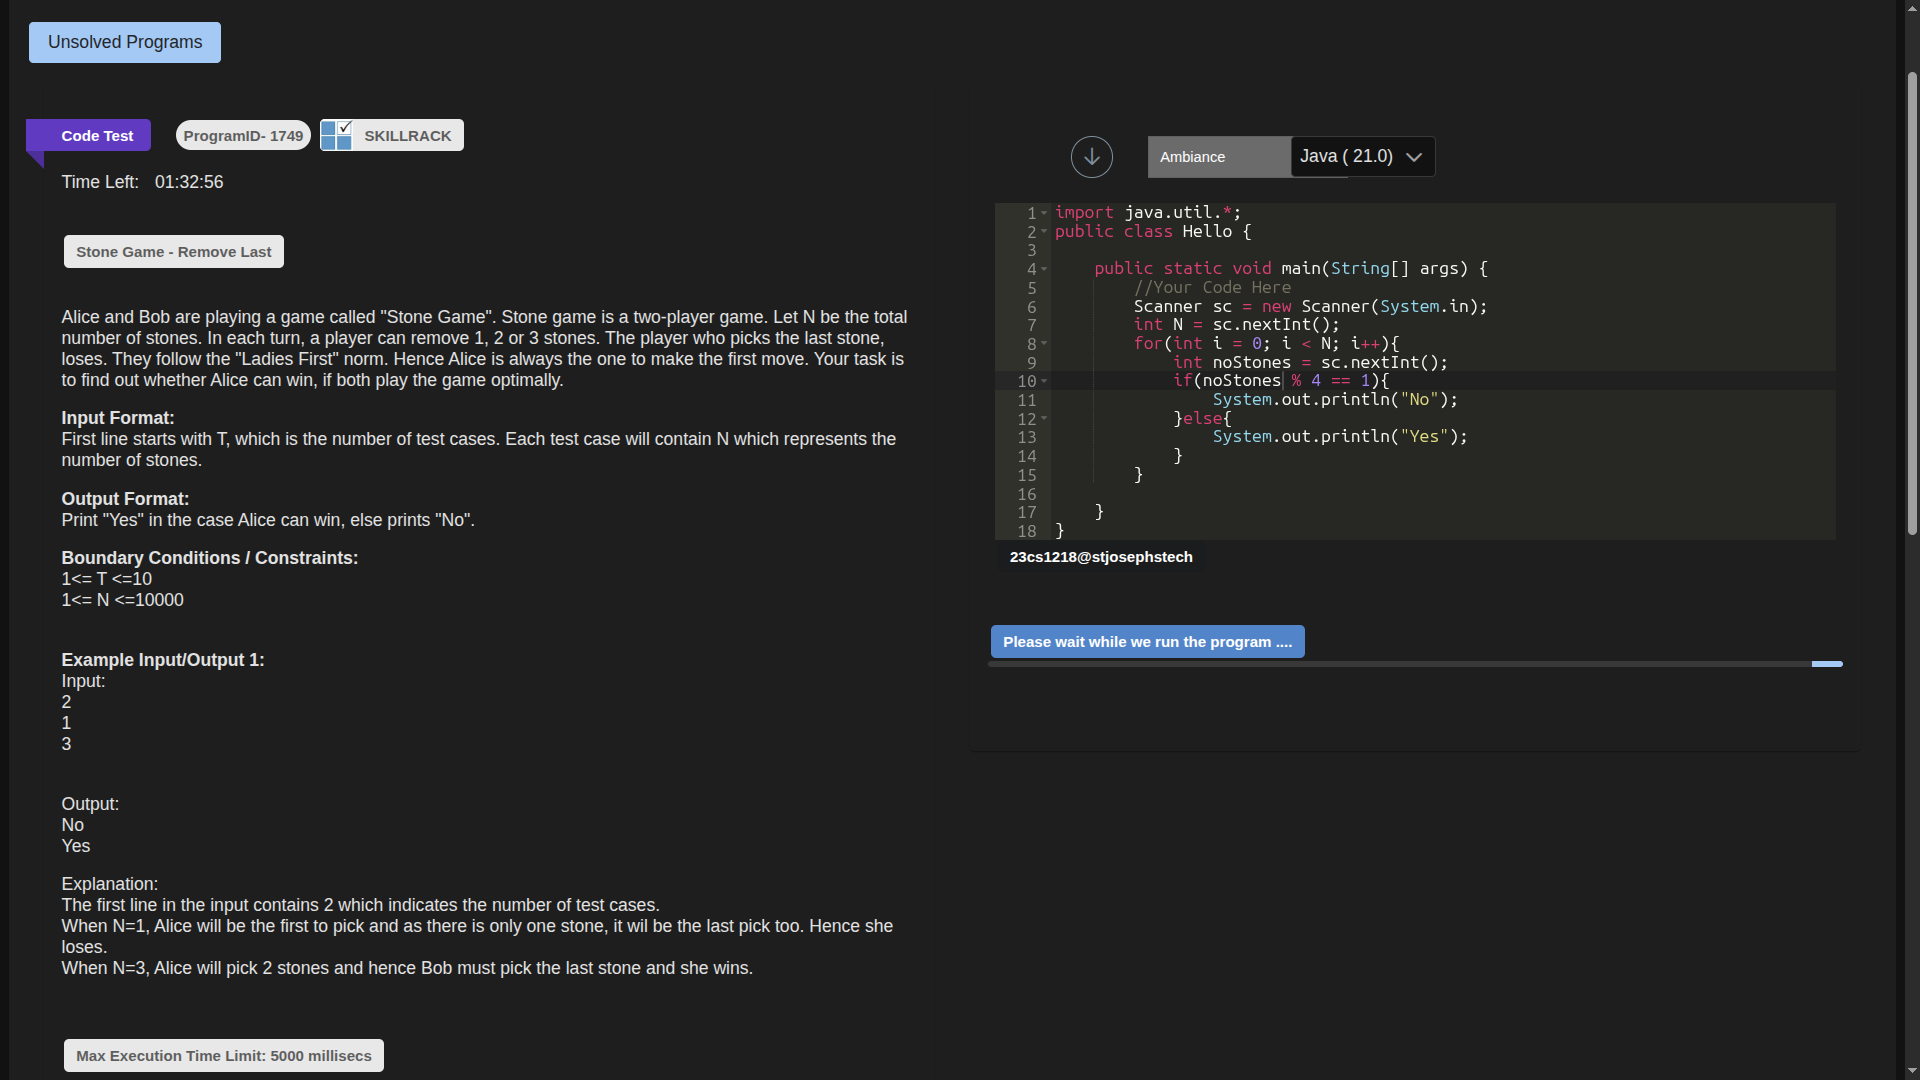 Unsolved Programs
Code Test
ProgramID- 1749
SKILLRACK
Time Left: 01:32:56
Stone Game - Remove Last
Alice and Bob are playing a game called "Stone Game". Stone game is a two-player game. Let N be the total
number of stones. In each turn, a player can remove 1, 2 or 3 stones. The player who picks the last stone,
loses. They follow the "Ladies First" norm. Hence Alice is always the one to make the first move. Your task is
to find out whether Alice can win, if both play the game optimally.
Input Format:
First line starts with T, which is the number of test cases. Each test case will contain N which represents the
number of stones.
Output Format:
Print "Yes" in the case Alice can win, else prints "No".
Boundary Conditions / Constraints:
1<= T <=10
1<= N <=10000
Example Input/Output 1:
Input:
2
1
3
Output:
No
Yes
Explanation:
The first line in the input contains 2 which indicates the number of test cases.
When N=1, Alice will be the first to pick and as there is only one stone, it wil be the last pick too. Hence she
loses.
When N=3, Alice will pick 2 stones and hence Bob must pick the last stone and she wins.
Max Execution Time Limit: 5000 millisecs
Ambiance
Java ( 21.0)
1 import java.util.*;
2 public class Hello {
3
4     public static void main(String[] args) {
5         //Your Code Here
6         Scanner sc = new Scanner(System.in);
7         int N = sc.nextInt();
8         for(int i = 0; i < N; i++){
9             int noStones = sc.nextInt();
10             if(noStones % 4 == 1){
11                 System.out.println("No");
12             }else{
13                 System.out.println("Yes");
14             }
15         }
16
17     }
18 }
23cs1218@stjosephstech
Please wait while we run the program ....